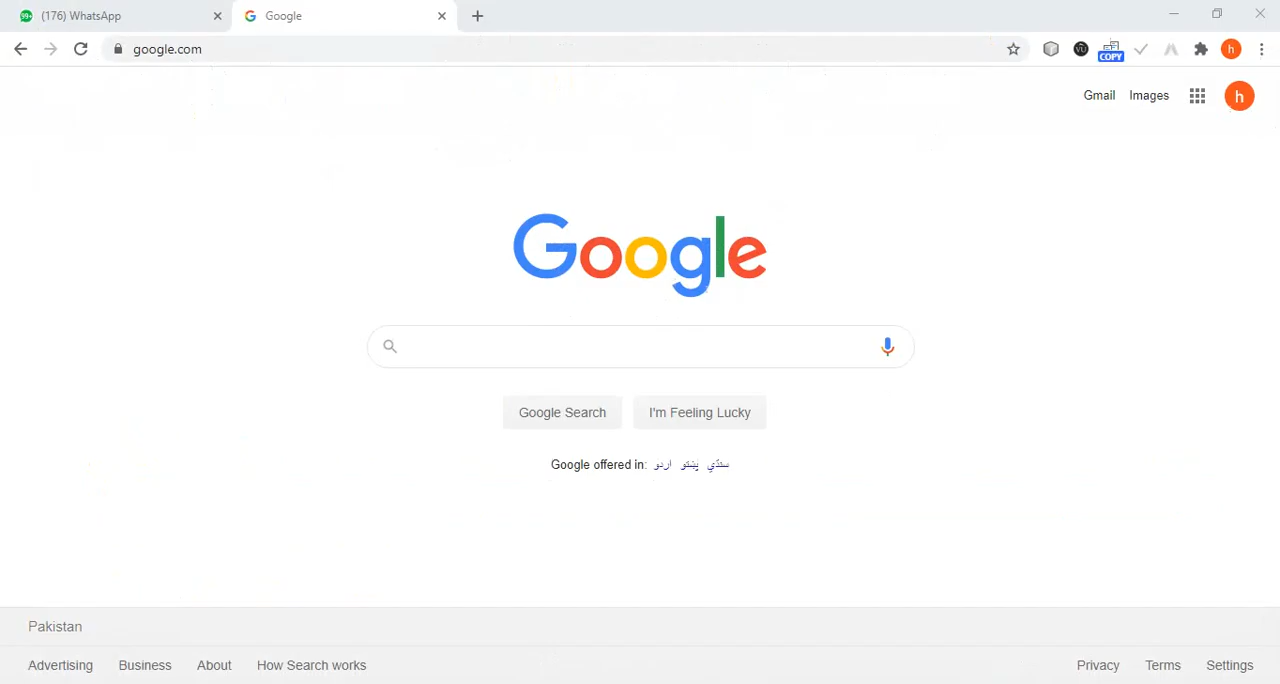 99+ (176) WhatsApp Google
google.com COPY h
Gmail Images h
Google
Google Search I'm Feeling Lucky
Google offered in: اردو پښتو سنڌي
Pakistan
Advertising Business About How Search works Privacy Terms Settings